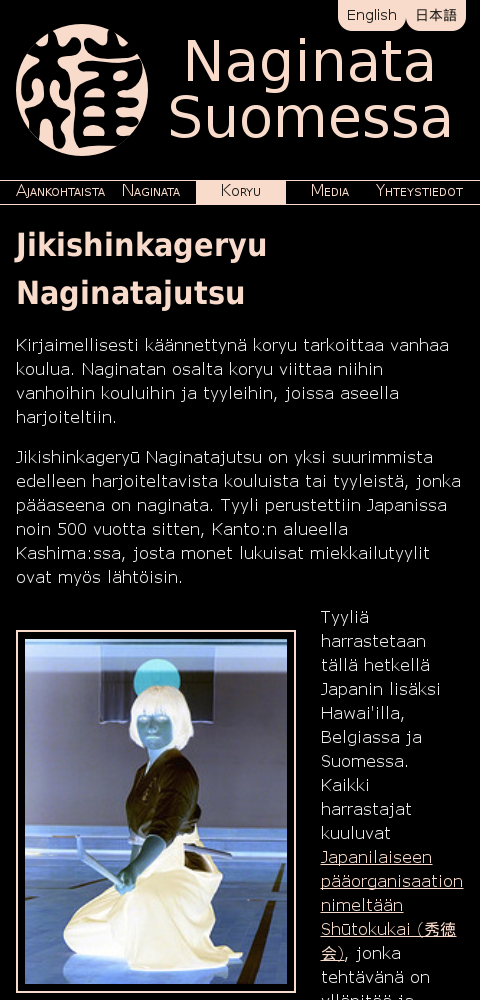 English
日本語
Naginata
Suomessa
Ajankohtaista
Naginata
Koryu
Media
Yhteystiedot
Jikishinkageryu
Naginatajutsu
Kirjaimellisesti käännettynä koryu tarkoittaa vanhaa
koulua. Naginatan osalta koryu viittaa niihin
vanhoihin kouluihin ja tyyleihin, joissa aseella
harjoiteltiin.
Jikishinkageryū Naginatajutsu on yksi suurimmista
edelleen harjoiteltavista kouluista tai tyyleistä, jonka
pääaseena on naginata. Tyyli perustettiin Japanissa
noin 500 vuotta sitten, Kanto:n alueella
Kashima:ssa, josta monet lukuisat miekkailutyylit
ovat myös lähtöisin.
Tyyliä
harrastetaan
tällä hetkellä
Japanin lisäksi
Hawai'illa,
Belgiassa ja
Suomessa.
Kaikki
harrastajat
kuuluvat
Japanilaiseen
pääorganisaation
nimeltään
Shūtokukai (秀徳
会), jonka
tehtävänä on